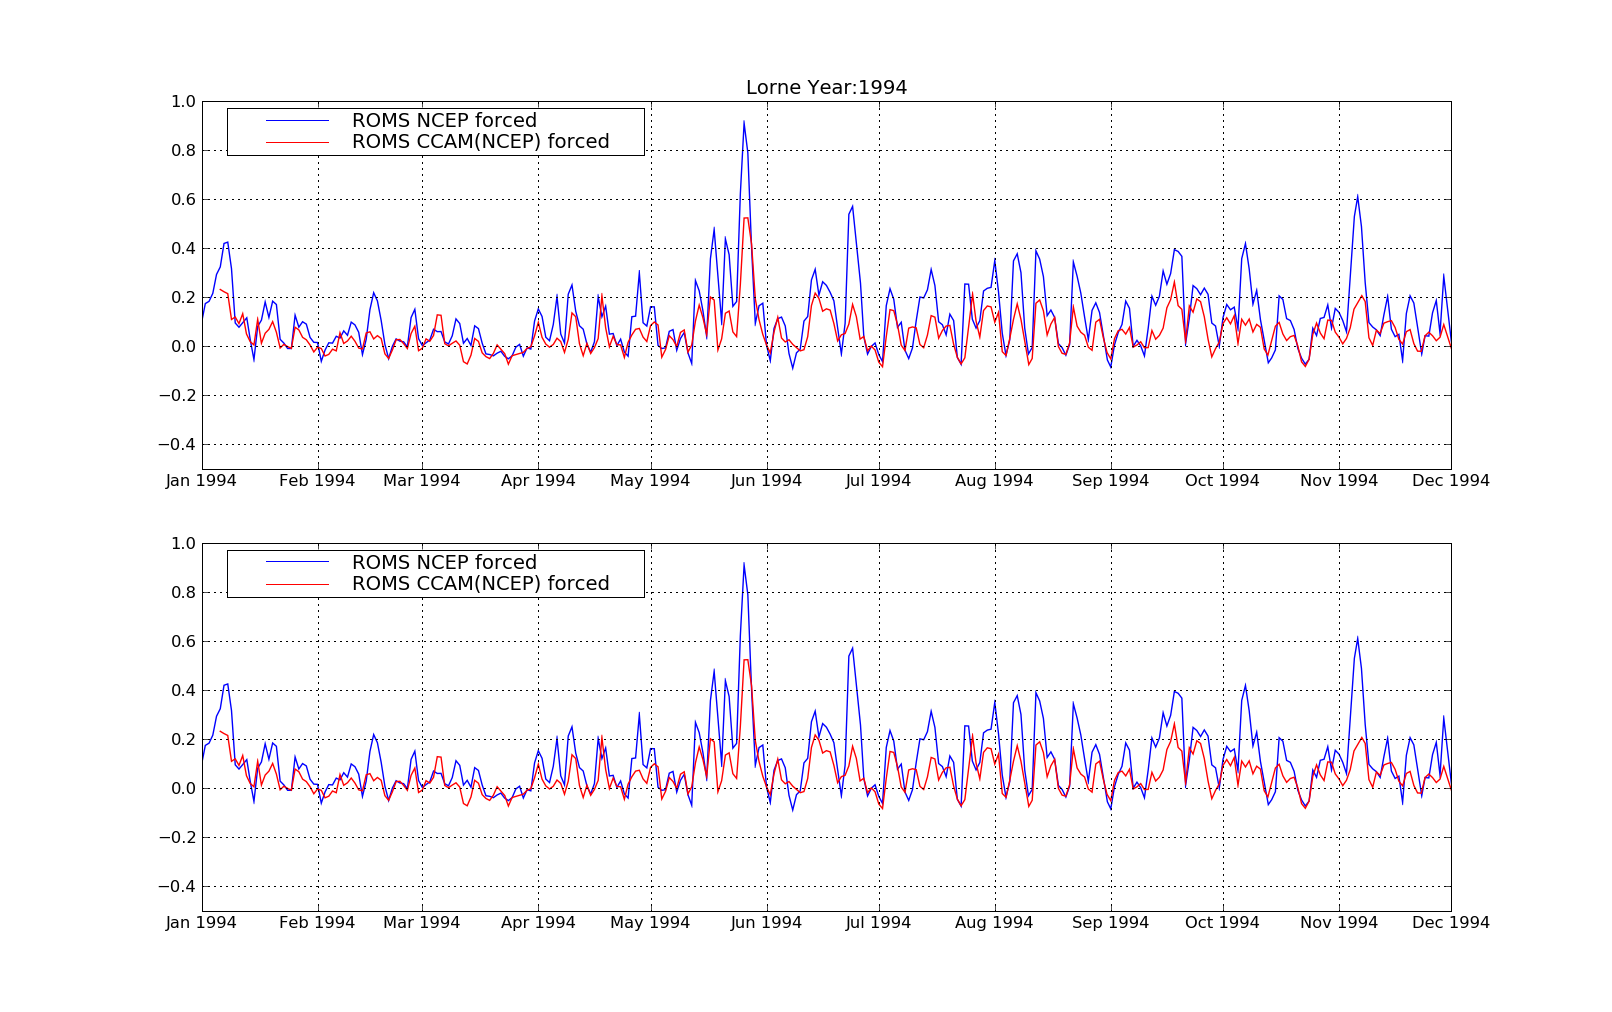 Lorne Year:1994
1.0
ROMS NCEP forced
ROMS CCAM(NCEP) forced
0.8
0.6
0.4
0.2
0.0
−0.2
−0.4
Jan 1994 Feb 1994 Mar 1994 Apr 1994 May 1994 Jun 1994 Jul 1994 Aug 1994 Sep 1994 Oct 1994 Nov 1994 Dec 1994
1.0
ROMS NCEP forced
ROMS CCAM(NCEP) forced
0.8
0.6
0.4
0.2
0.0
−0.2
−0.4
Jan 1994 Feb 1994 Mar 1994 Apr 1994 May 1994 Jun 1994 Jul 1994 Aug 1994 Sep 1994 Oct 1994 Nov 1994 Dec 1994